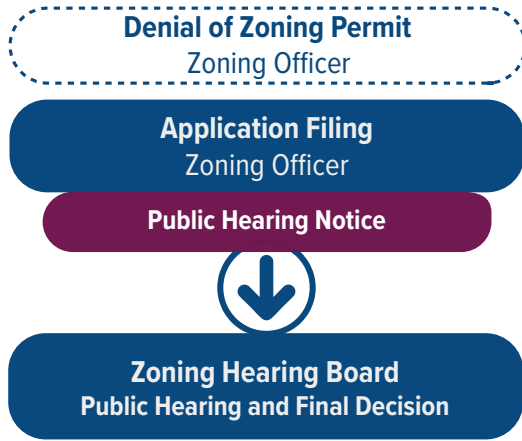 Denial of Zoning Permit
Zoning Officer
Application Filing
Zoning Officer
Public Hearing Notice
Zoning Hearing Board
Public Hearing and Final Decision